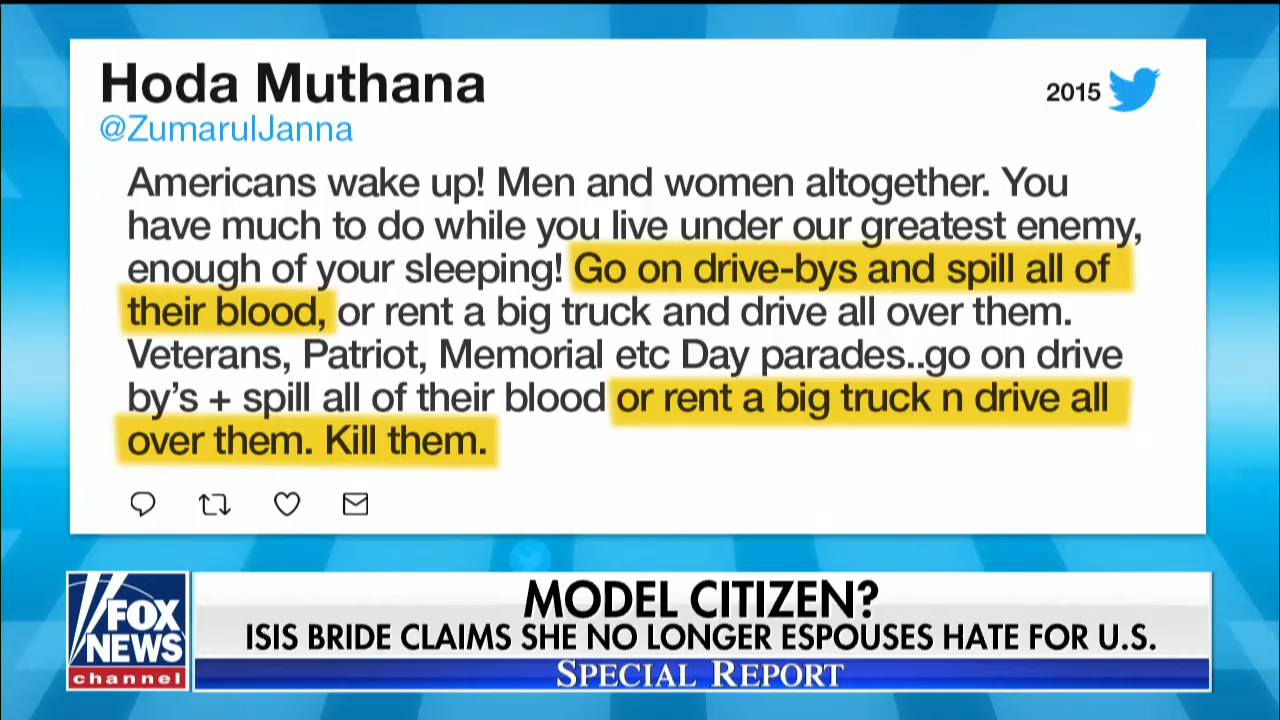 Hoda Muthana
2015
@ZumarulJanna
Americans wake up! Men and women altogether. You
have much to do while you live under our greatest enemy,
enough of your sleeping! Go on drive-bys and spill all of
their blood, or rent a big truck and drive all over them.
Veterans, Patriot, Memorial etc Day parades..go on drive
by's + spill all of their blood or rent a big truck n drive all
over them. Kill them.
FOX
NEWS
channel
MODEL CITIZEN?
ISIS BRIDE CLAIMS SHE NO LONGER ESPOUSES HATE FOR U.S.
SPECIAL REPORT